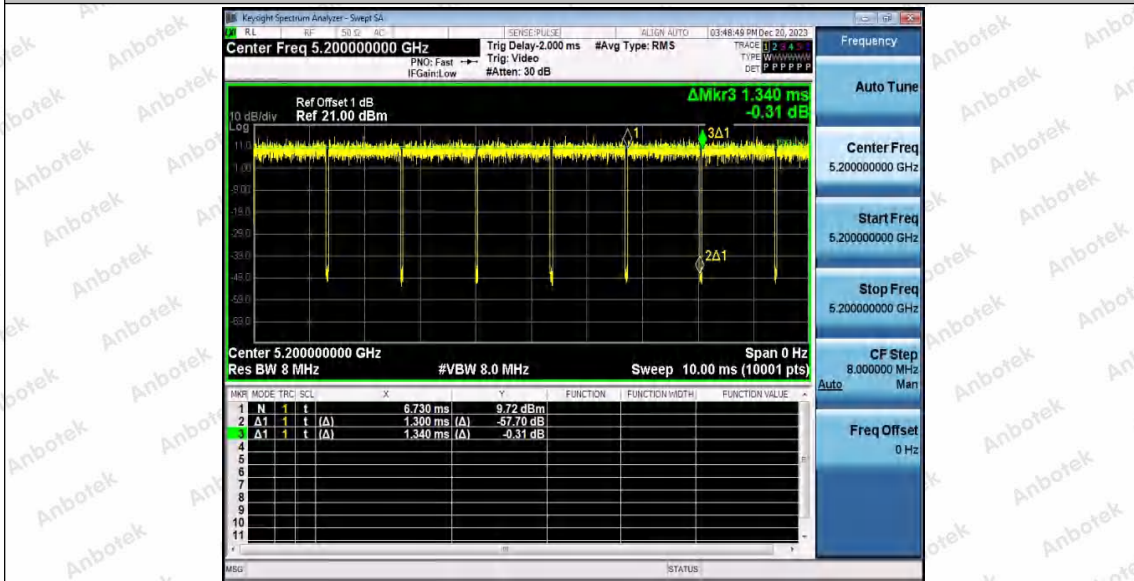 Keysight Spectrum Analyzer - Swept SA
RL RF 50 Ω AC SENSE:PULSE ALIGN AUTO 03:48:49 PM Dec 20, 2023
Center Freq 5.200000000 GHz Trig Delay-2.000 ms #Avg Type: RMS TRACE 1 2 3 4 5 6
PNO: Fast Trig: Video TYPE W
IFGain:Low #Atten: 30 dB DET P P P P P P
Frequency
ΔMkr3 1.340 ms
-0.31 dB
Ref Offset 1 dB
10 dB/div Ref 21.00 dBm
Log
11.0
1.00
-9.00
-19.0
-29.0
-39.0
-49.0
-59.0
-69.0
1
3Δ1
2Δ1
Center 5.200000000 GHz Span 0 Hz
Res BW 8 MHz #VBW 8.0 MHz Sweep 10.00 ms (10001 pts)
MKR MODE TRC SCL X Y FUNCTION FUNCTION WIDTH FUNCTION VALUE
1 N 1 t 6.730 ms 9.72 dBm
2 Δ1 1 t (Δ) 1.300 ms (Δ) -57.70 dB
3 Δ1 1 t (Δ) 1.340 ms (Δ) -0.31 dB
4
5
6
7
8
9
10
11
MSG STATUS
Auto Tune
Center Freq
5.200000000 GHz
Start Freq
5.200000000 GHz
Stop Freq
5.200000000 GHz
CF Step
8.000000 MHz
Auto Man
Freq Offset
0 Hz
Anbotek